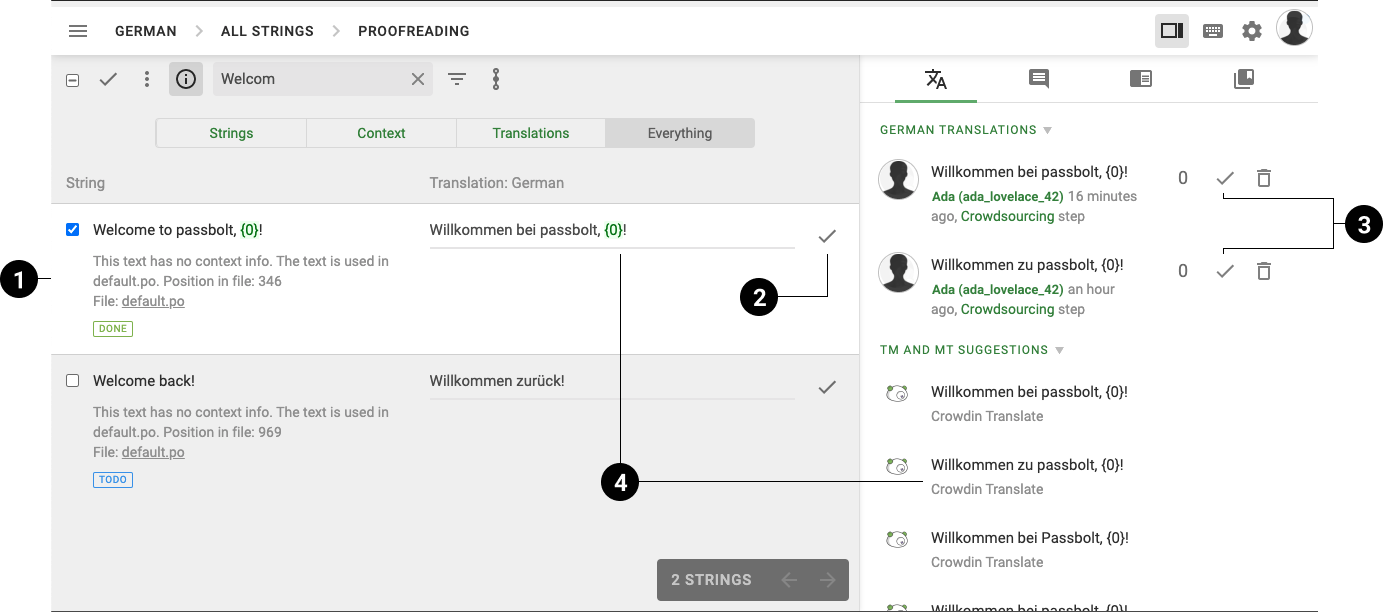 GERMAN > ALL STRINGS > PROOFREADING
Welcom
Strings Context Translations Everything
String Translation: German
Welcome to passbolt, {0}! Willkommen bei passbolt, {0}!
This text has no context info. The text is used in
default.po. Position in file: 346
File: default.po
DONE
1
2
Welcome back! Willkommen zurück!
This text has no context info. The text is used in
default.po. Position in file: 969
File: default.po
TODO
4
2 STRINGS
GERMAN TRANSLATIONS
Willkommen bei passbolt, {0}! 0
Ada (ada_lovelace_42) 16 minutes
ago, Crowdsourcing step
3
Willkommen zu passbolt, {0}! 0
Ada (ada_lovelace_42) an hour
ago, Crowdsourcing step
TM AND MT SUGGESTIONS
Willkommen bei passbolt, {0}!
Crowdin Translate
Willkommen zu passbolt, {0}!
Crowdin Translate
Willkommen bei Passbolt, {0}!
Crowdin Translate